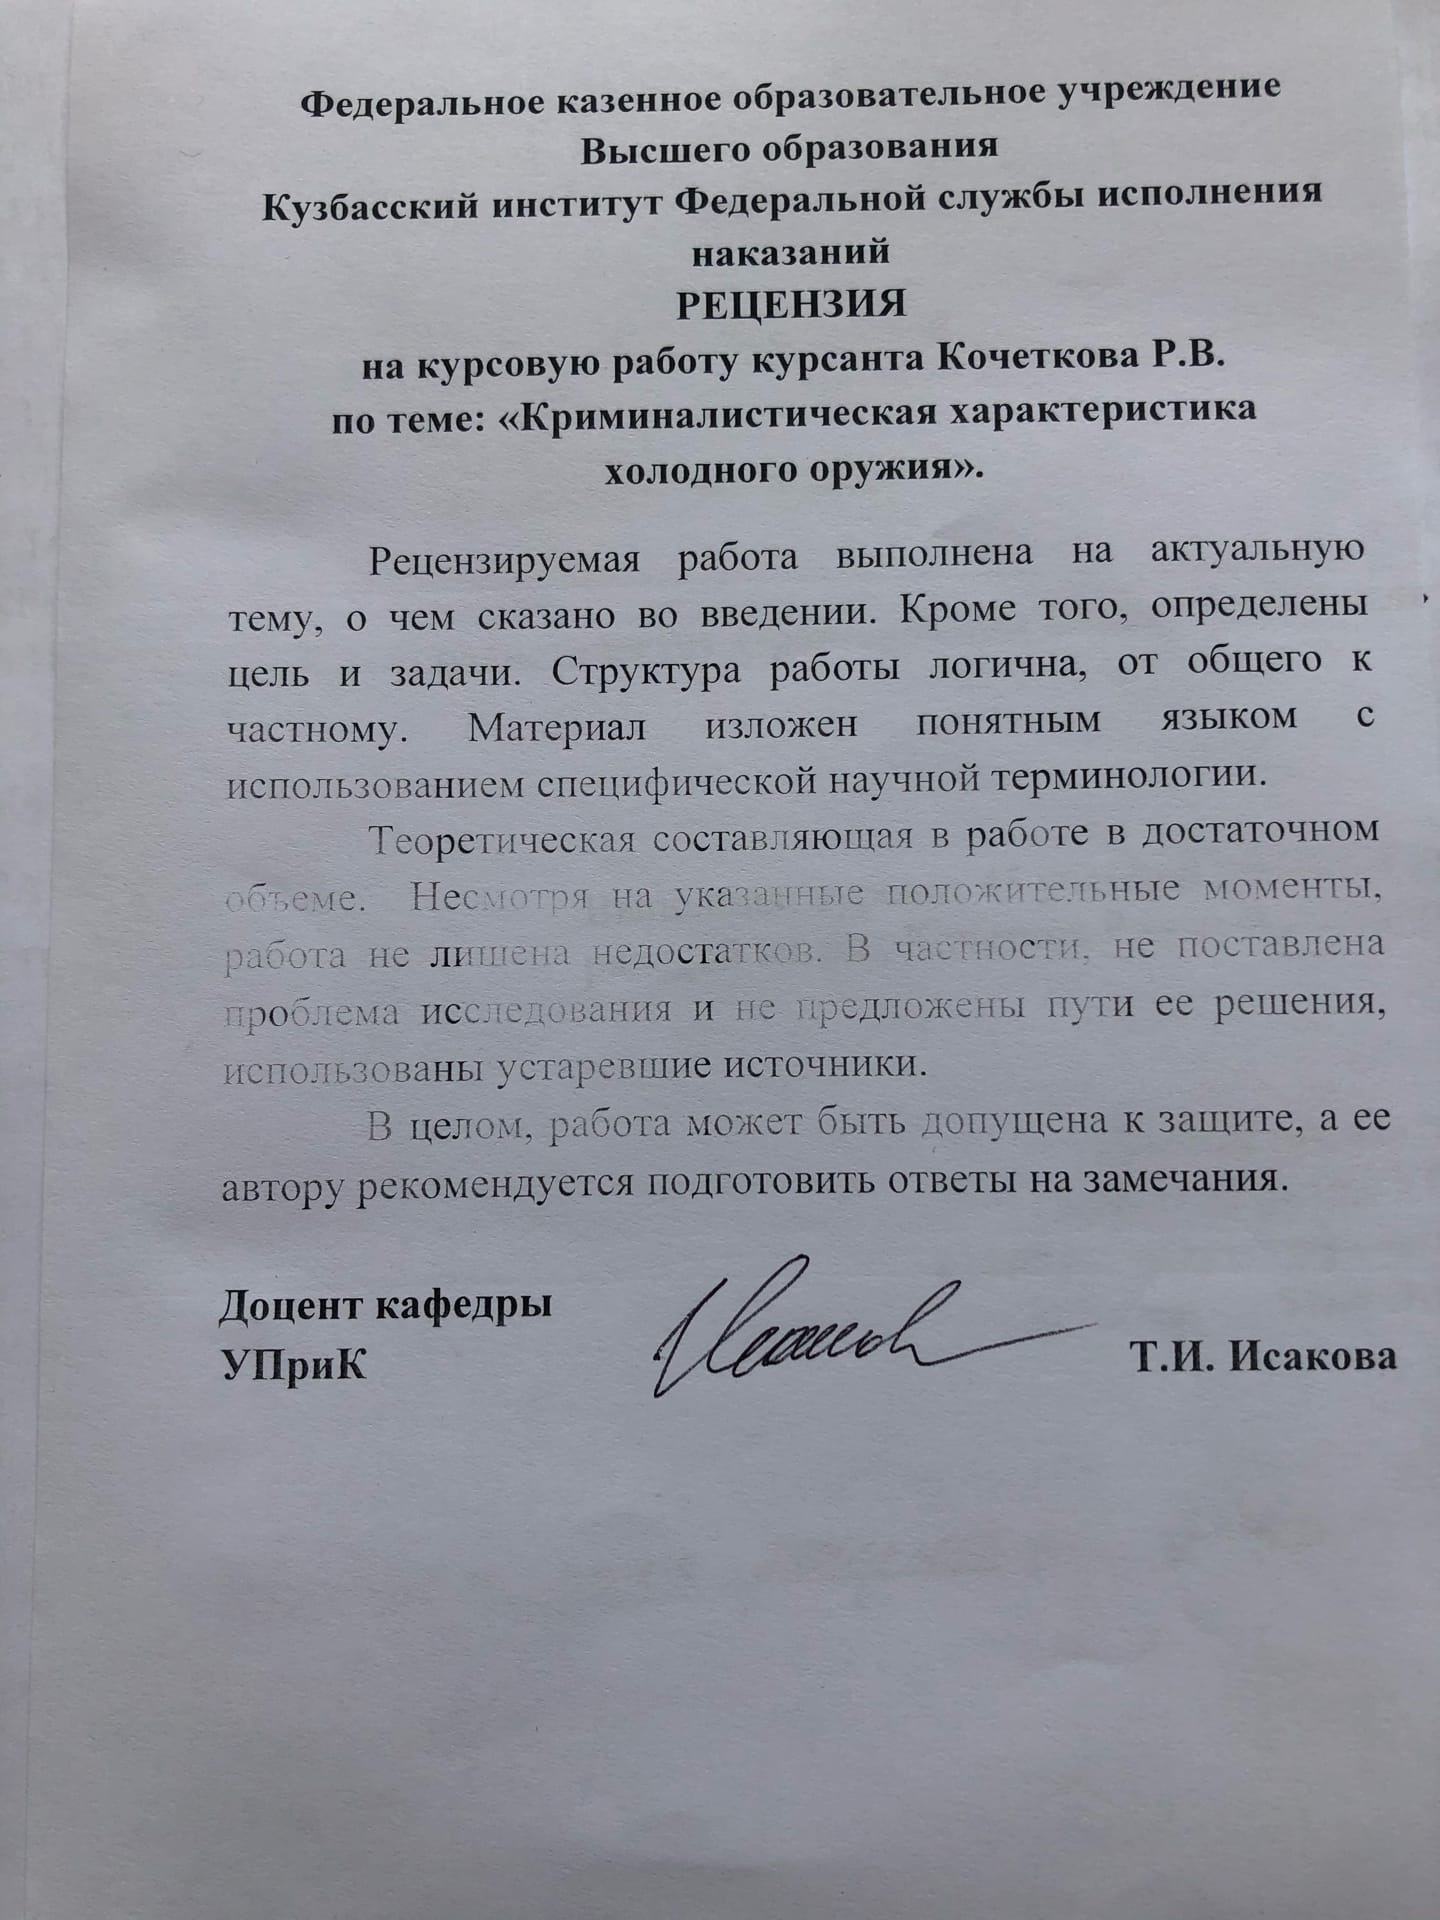 Федеральное казенное образовательное учреждение
Высшего образования
Кузбасский институт Федеральной службы исполнения
наказаний
РЕЦЕНЗИЯ
на курсовую работу курсанта Кочеткова Р.В.
по теме: «Криминалистическая характеристика
холодного оружия».
Рецензируемая работа выполнена на актуальную
тему, о чем сказано во введении. Кроме того, определены
цель и задачи. Структура работы логична, от общего к
частному. Материал изложен понятным языком с
использованием специфической научной терминологии.
Теоретическая составляющая в работе в достаточном
объеме. Несмотря на указанные положительные моменты,
работа не лишена недостатков. В частности, не поставлена
проблема исследования и не предложены пути ее решения,
использованы устаревшие источники.
В целом, работа может быть допущена к защите, а ее
автору рекомендуется подготовить ответы на замечания.
Доцент кафедры
УПриК Т.И. Исакова